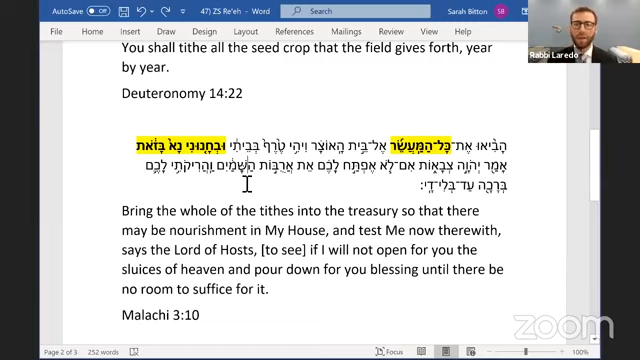 AutoSave
47) ZS Re'eh - Word
Sarah Bitton
SB
File
Home
Insert
Draw
Design
Layout
References
Mailings
Review
View
Help
Rabbi Laredo
You shall tithe all the seed crop that the field gives forth, year
by year.
Deuteronomy 14:22
הָבִ֨יאוּ אֶת־כָּל־הַֽמַּעֲשֵׂ֜ר אֶל־בֵּ֣ית הָאוֹצָ֗ר וִיהִ֥י טֶ֙רֶף֙ בְּבֵיתִ֔י וּבְחָנ֤וּנִי נָא֙ בָּזֹ֔את
אָמַ֖ר יְהֹוָ֣ה צְבָא֑וֹת אִם־לֹ֧א אֶפְתַּ֣ח לָכֶ֗ם אֵ֚ת אֲרֻבּ֣וֹת הַשָּׁמַ֔יִם וַהֲרִיקֹתִ֥י לָכֶ֛ם
בְּרָכָ֖ה עַד־בְּלִי־דָֽי׃
Bring the whole of the tithes into the treasury so that there
may be nourishment in My House, and test Me now therewith,
says the Lord of Hosts, [to see] if I will not open for you the
sluices of heaven and pour down for you blessing until there be
no room to suffice for it.
Malachi 3:10
Page 2 of 3
252 words
Focus
100%
zoom